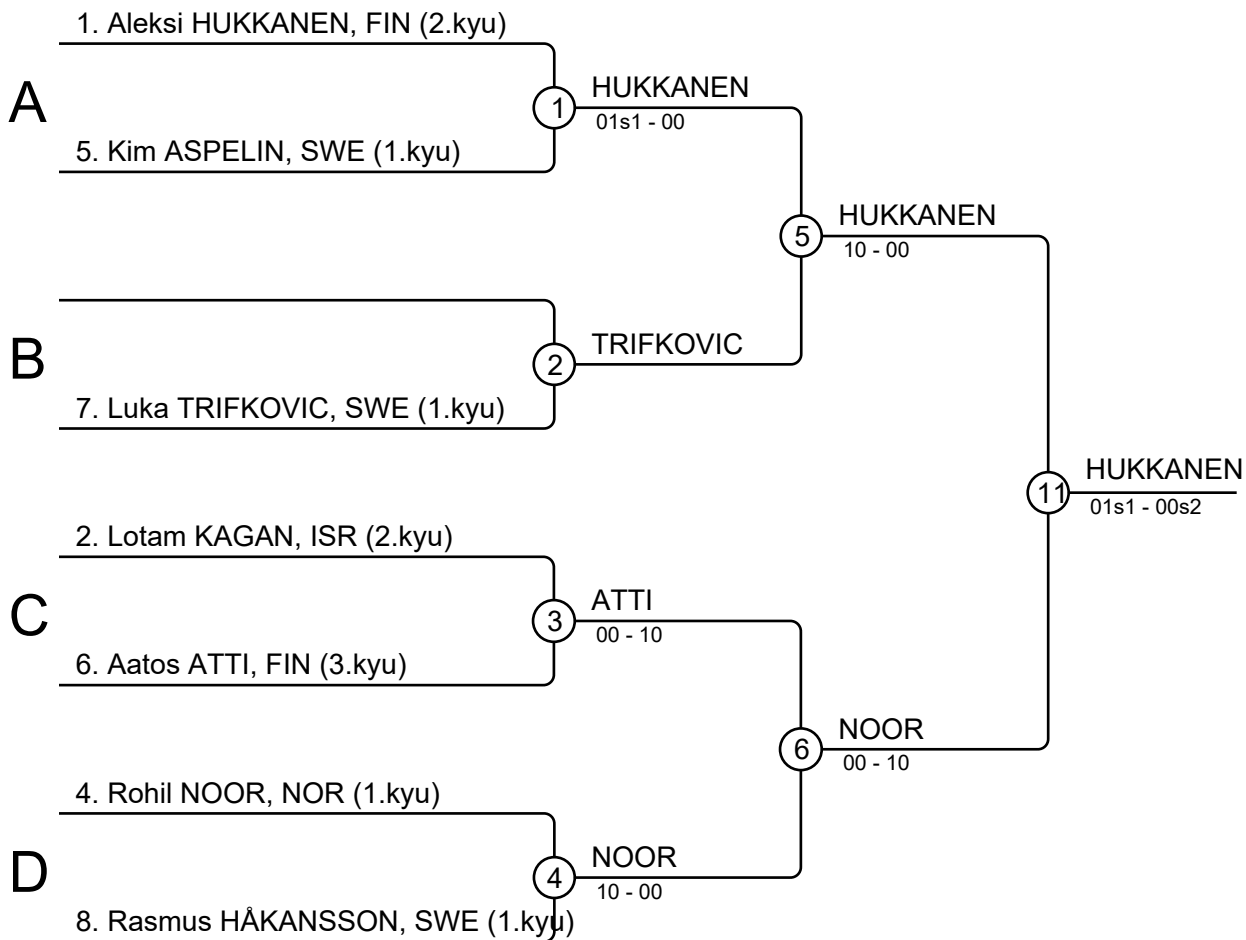 1. Aleksi HUKKANEN, FIN (2.kyu)
A
1
HUKKANEN
01s1 - 00
5. Kim ASPELIN, SWE (1.kyu)
5
HUKKANEN
10 - 00
B
2
TRIFKOVIC
7. Luka TRIFKOVIC, SWE (1.kyu)
11
HUKKANEN
01s1 - 00s2
2. Lotam KAGAN, ISR (2.kyu)
C
3
ATTI
00 - 10
6. Aatos ATTI, FIN (3.kyu)
6
NOOR
00 - 10
4. Rohil NOOR, NOR (1.kyu)
D
4
NOOR
10 - 00
8. Rasmus HÅKANSSON, SWE (1.kyu)